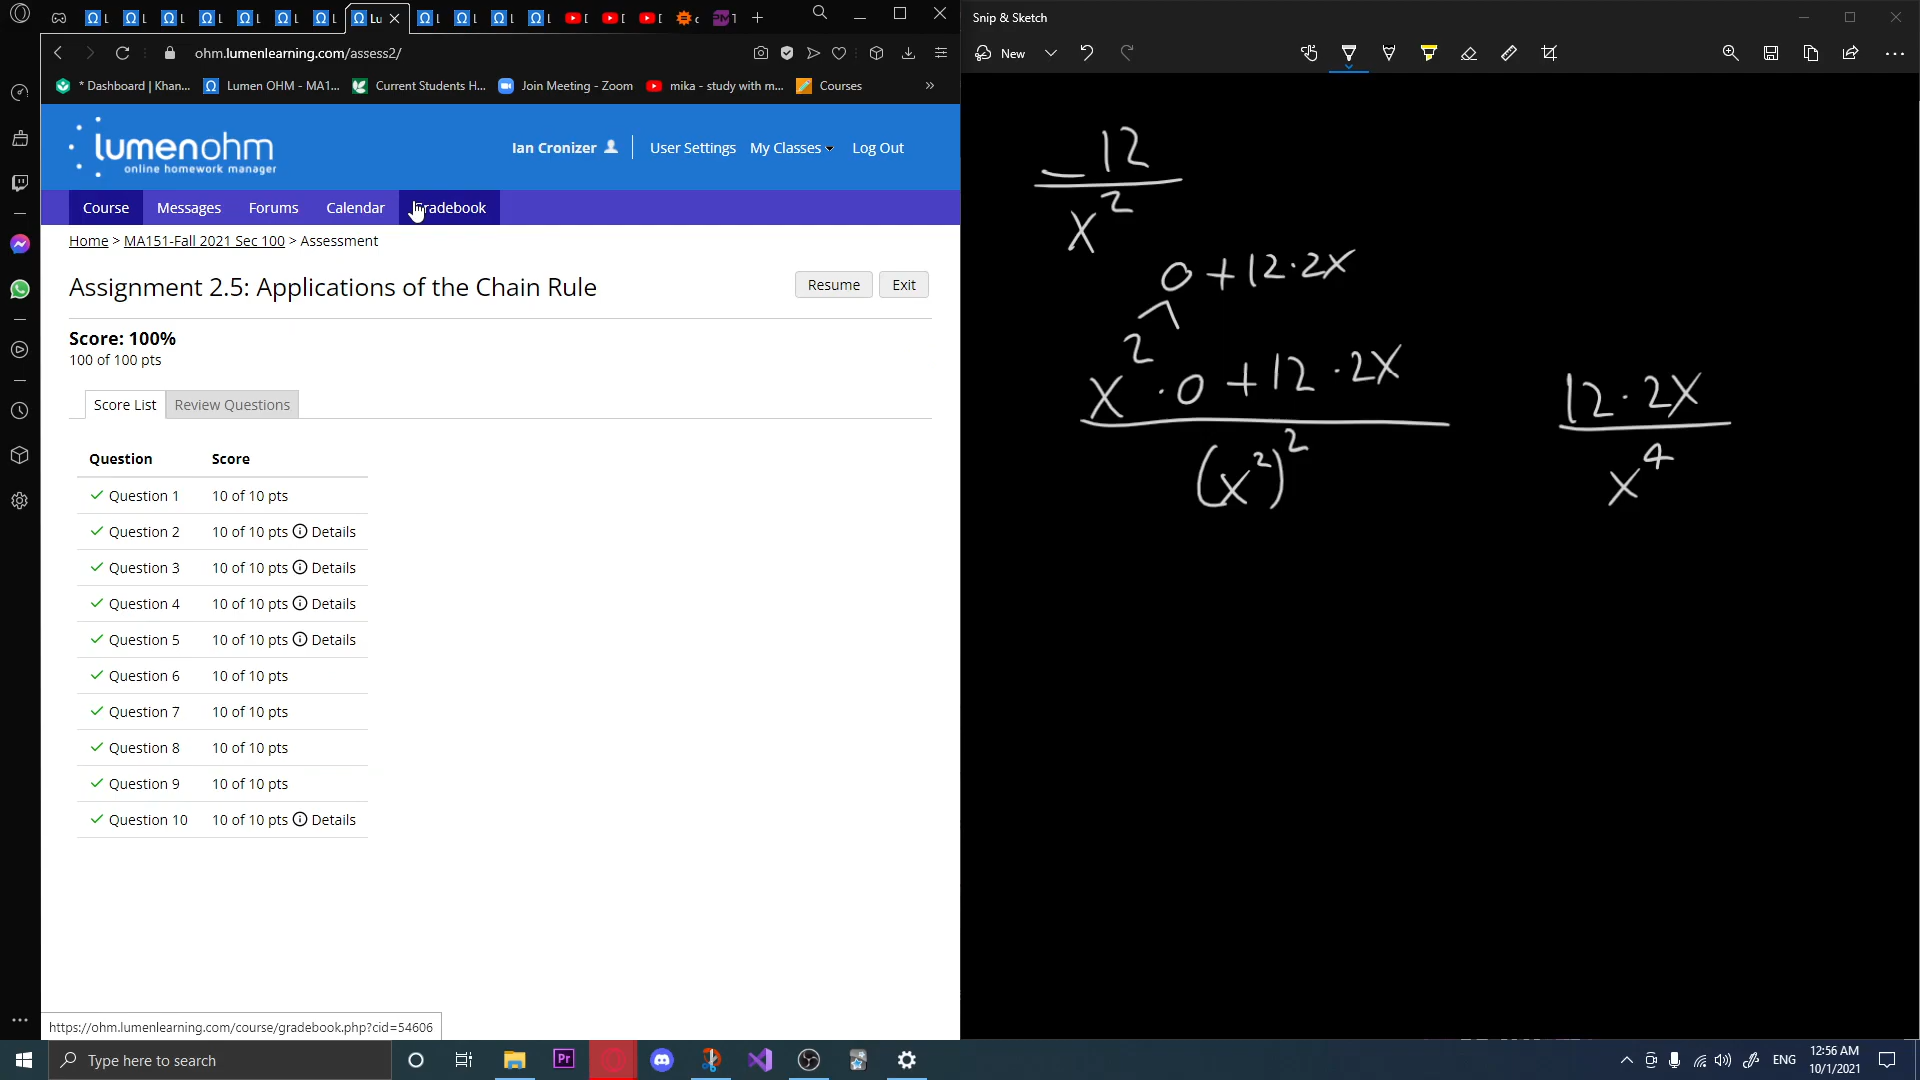 Lu
Snip & Sketch
ohm.lumenlearning.com/assess2/
New
* Dashboard | Khan...
Lumen OHM - MA1...
Current Students H...
Join Meeting - Zoom
mika - study with m...
Courses
»
lumenohm
online homework manager
Ian Cronizer
User Settings
My Classes
Log Out
Course
Messages
Forums
Calendar
Gradebook
Home > MA151-Fall 2021 Sec 100 > Assessment
Assignment 2.5: Applications of the Chain Rule
Resume
Exit
Score: 100%
100 of 100 pts
Score List
Review Questions
Question Score
Question 1 10 of 10 pts
Question 2 10 of 10 pts Details
Question 3 10 of 10 pts Details
Question 4 10 of 10 pts Details
Question 5 10 of 10 pts Details
Question 6 10 of 10 pts
Question 7 10 of 10 pts
Question 8 10 of 10 pts
Question 9 10 of 10 pts
Question 10 10 of 10 pts Details
https://ohm.lumenlearning.com/course/gradebook.php?cid=54606
– 12
x²
0 + 12 · 2x
x² · 0 + 12 · 2x
(x²)²
12 · 2x
x⁴
Type here to search
Pr
ENG
12:56 AM
10/1/2021